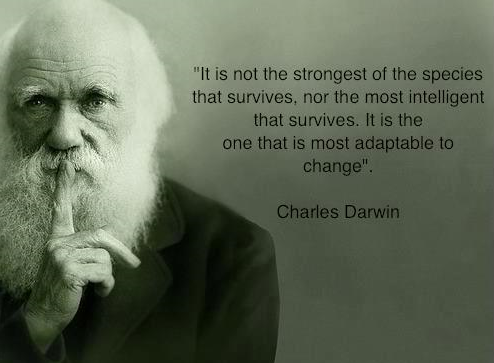 "It is not the strongest of the species
that survives, nor the most intelligent
that survives. It is the
one that is most adaptable to
change".
Charles Darwin